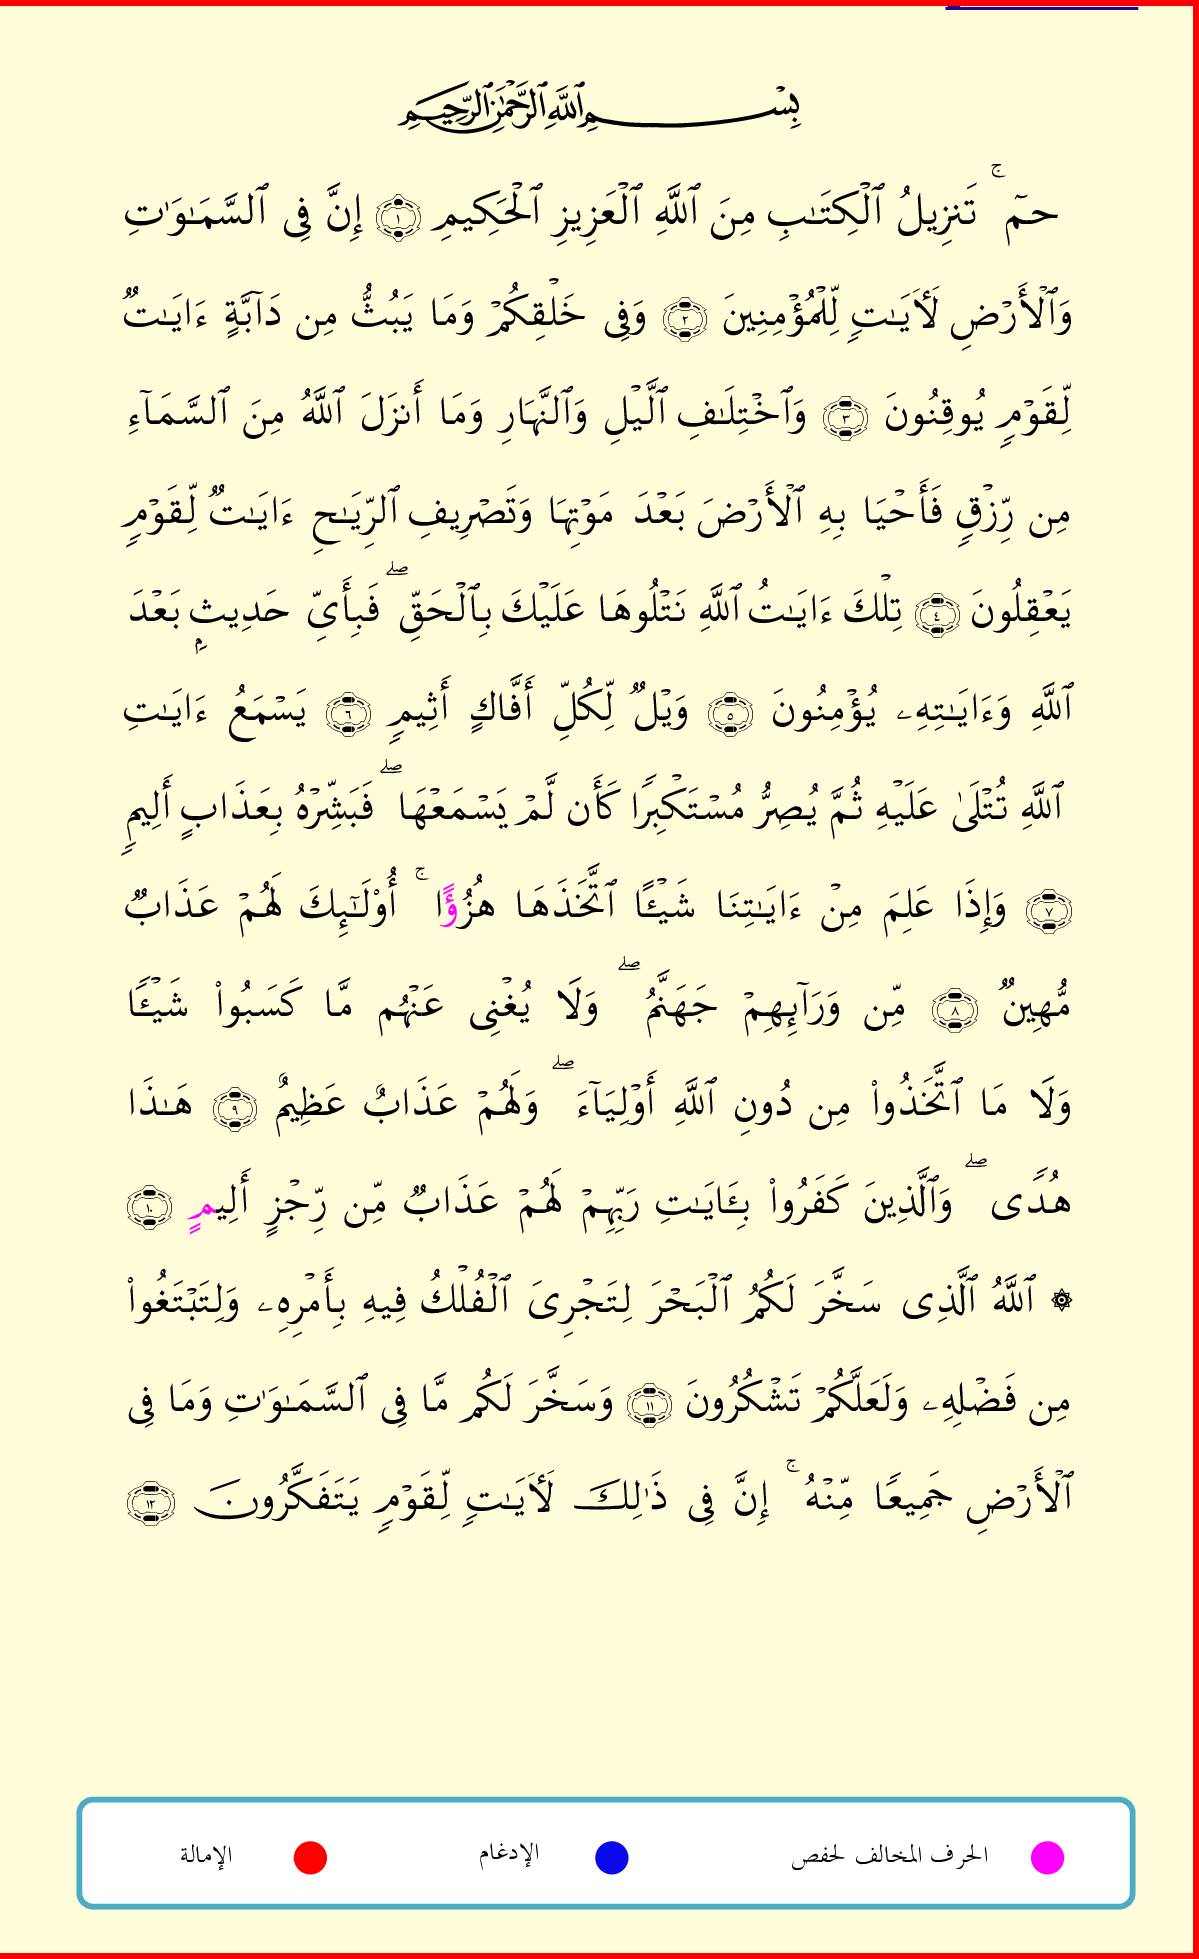 بِسْمِ ٱللَّهِ ٱلرَّحْمَٰنِ ٱلرَّحِيمِ
حمٓ ۚ تَنزِيلُ ٱلْكِتَـٰبِ مِنَ ٱللَّهِ ٱلْعَزِيزِ ٱلْحَكِيمِ ١ إِنَّ فِى ٱلسَّمَـٰوَٰتِ
وَٱلْأَرْضِ لَـَٔايَـٰتٍ لِّلْمُؤْمِنِينَ ٢ وَفِى خَلْقِكُمْ وَمَا يَبُثُّ مِن دَآبَّةٍ ءَايَـٰتٌ
لِّقَوْمٍ يُوقِنُونَ ٣ وَٱخْتِلَـٰفِ ٱلَّيْلِ وَٱلنَّهَارِ وَمَا أَنزَلَ ٱللَّهُ مِنَ ٱلسَّمَآءِ
مِن رِّزْقٍ فَأَحْيَا بِهِ ٱلْأَرْضَ بَعْدَ مَوْتِهَا وَتَصْرِيفِ ٱلرِّيَـٰحِ ءَايَـٰتٌ لِّقَوْمٍ
يَعْقِلُونَ ٤ تِلْكَ ءَايَـٰتُ ٱللَّهِ نَتْلُوهَا عَلَيْكَ بِٱلْحَقِّ ۖ فَبِأَىِّ حَدِيثٍۭ بَعْدَ
ٱللَّهِ وَءَايَـٰتِهِۦ يُؤْمِنُونَ ٥ وَيْلٌ لِّكُلِّ أَفَّاكٍ أَثِيمٍ ٦ يَسْمَعُ ءَايَـٰتِ
ٱللَّهِ تُتْلَىٰ عَلَيْهِ ثُمَّ يُصِرُّ مُسْتَكْبِرًا كَأَن لَّمْ يَسْمَعْهَا ۖ فَبَشِّرْهُ بِعَذَابٍ أَلِيمٍ
٧ وَإِذَا عَلِمَ مِنْ ءَايَـٰتِنَا شَيْـًٔا ٱتَّخَذَهَا هُزُؤًا ۚ أُوْلَـٰٓئِكَ لَهُمْ عَذَابٌ
مُّهِينٌ ٨ مِّن وَرَآئِهِمْ جَهَنَّمُ ۖ وَلَا يُغْنِى عَنْهُم مَّا كَسَبُوا۟ شَيْـًٔا
وَلَا مَا ٱتَّخَذُوا۟ مِن دُونِ ٱللَّهِ أَوْلِيَآءَ ۖ وَلَهُمْ عَذَابٌ عَظِيمٌ ٩ هَـٰذَا
هُدًى ۖ وَٱلَّذِينَ كَفَرُوا۟ بِـَٔايَـٰتِ رَبِّهِمْ لَهُمْ عَذَابٌ مِّن رِّجْزٍ أَلِيمٍ ١٠
۞ ٱللَّهُ ٱلَّذِى سَخَّرَ لَكُمُ ٱلْبَحْرَ لِتَجْرِىَ ٱلْفُلْكُ فِيهِ بِأَمْرِهِۦ وَلِتَبْتَغُوا۟
مِن فَضْلِهِۦ وَلَعَلَّكُمْ تَشْكُرُونَ ١١ وَسَخَّرَ لَكُم مَّا فِى ٱلسَّمَـٰوَٰتِ وَمَا فِى
ٱلْأَرْضِ جَمِيعًا مِّنْهُ ۚ إِنَّ فِى ذَٰلِكَ لَـَٔايَـٰتٍ لِّقَوْمٍ يَتَفَكَّرُونَ ١٢
الحرف المخالف لحفص الإدغام الإمالة